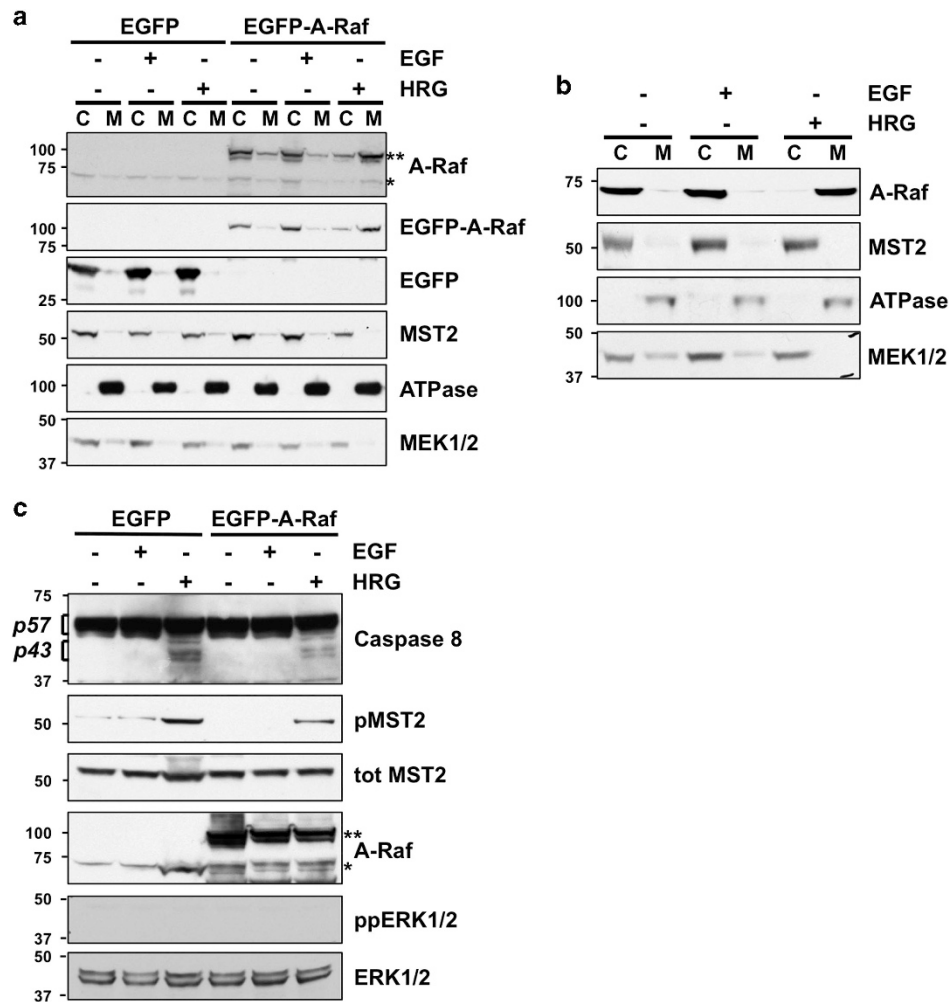 a
EGFP EGFP-A-Raf
- + - - + - EGF
- - + - - + HRG
C M C M C M C M C M C M
100
75
**
*
A-Raf
100
75
EGFP-A-Raf
25
EGFP
50
MST2
100
ATPase
50
37
MEK1/2
b
- + - EGF
- - + HRG
C M C M C M
75
A-Raf
50
MST2
100
ATPase
50
37
MEK1/2
c
EGFP EGFP-A-Raf
- + - - + - EGF
- - + - - + HRG
75
p57
p43
37
Caspase 8
50
pMST2
50
tot MST2
100
75
**
*
A-Raf
50
37
ppERK1/2
50
37
ERK1/2